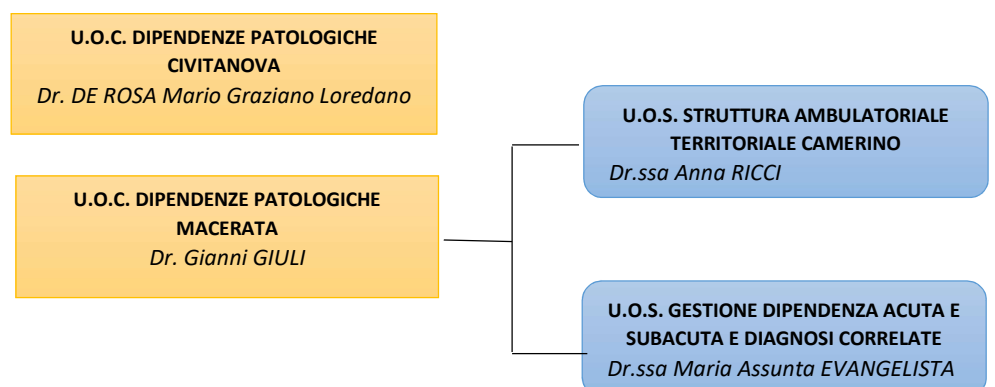 U.O.C. DIPENDENZE PATOLOGICHE
CIVITANOVA
Dr. DE ROSA Mario Graziano Loredano
U.O.C. DIPENDENZE PATOLOGICHE
MACERATA
Dr. Gianni GIULI
U.O.S. STRUTTURA AMBULATORIALE
TERRITORIALE CAMERINO
Dr.ssa Anna RICCI
U.O.S. GESTIONE DIPENDENZA ACUTA E
SUBACUTA E DIAGNOSI CORRELATE
Dr.ssa Maria Assunta EVANGELISTA